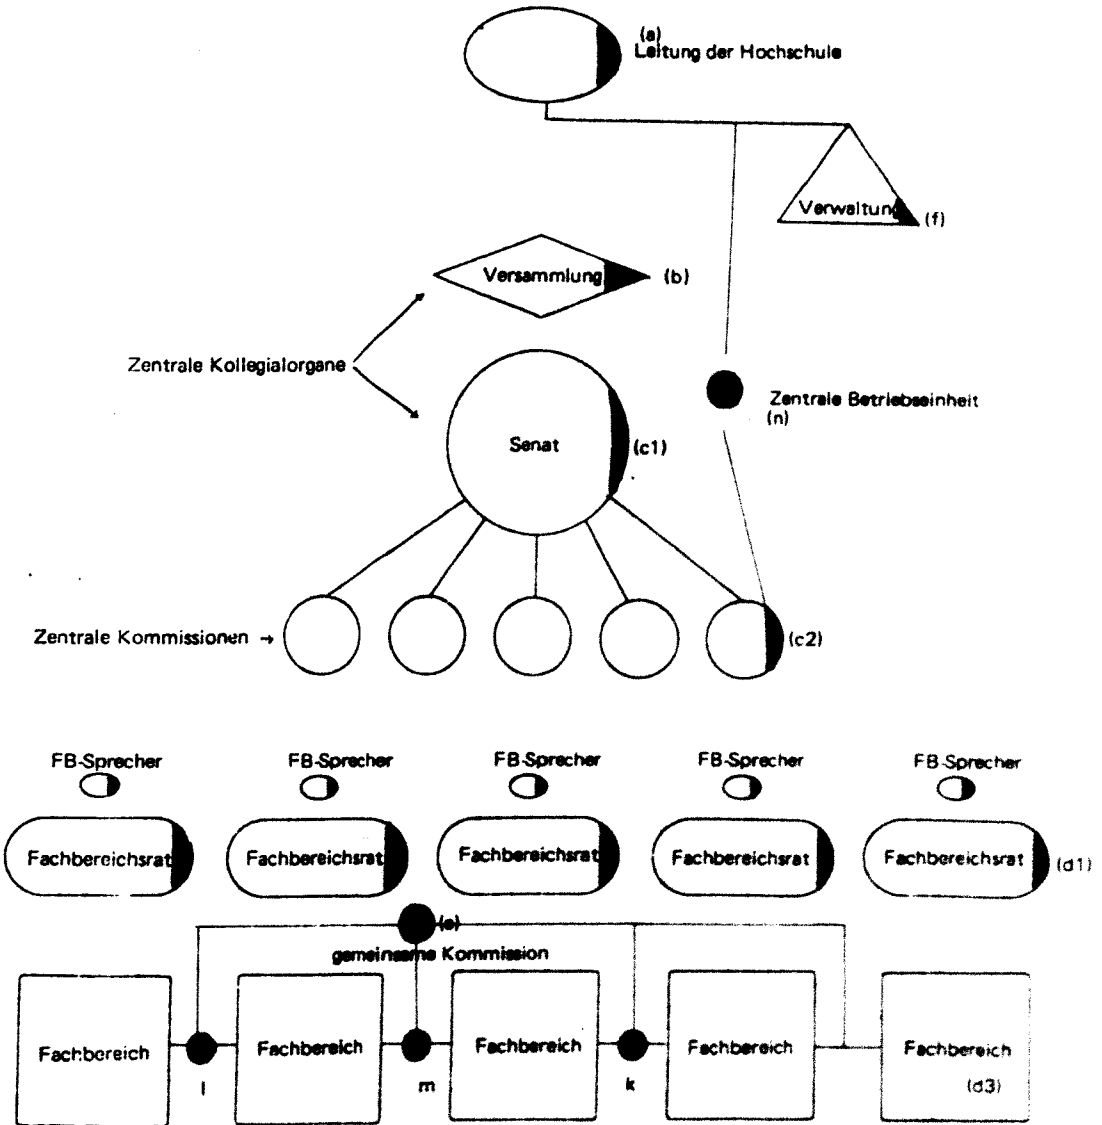 (a)
Leitung der Hochschule
Verwaltung
(f)
Versammlung
(b)
Zentrale Kollegialorgane
Zentrale Betriebseinheit
(n)
Senat
(c1)
Zentrale Kommissionen →
(c2)
FB-Sprecher
FB-Sprecher
FB-Sprecher
FB-Sprecher
FB-Sprecher
Fachbereichsrat
Fachbereichsrat
Fachbereichsrat
Fachbereichsrat
Fachbereichsrat
(d1)
(e)
gemeinsame Kommission
Fachbereich
Fachbereich
Fachbereich
Fachbereich
Fachbereich
l
m
k
(d3)